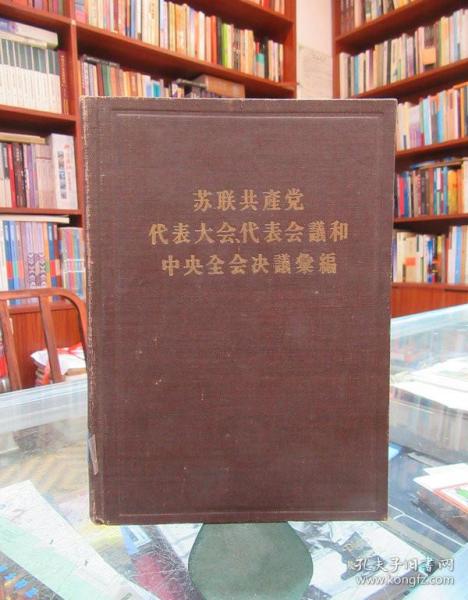 苏联共產党
代表大会、代表会議和
中央全会决議彙編
孔夫子旧书网
www.kongfz.com